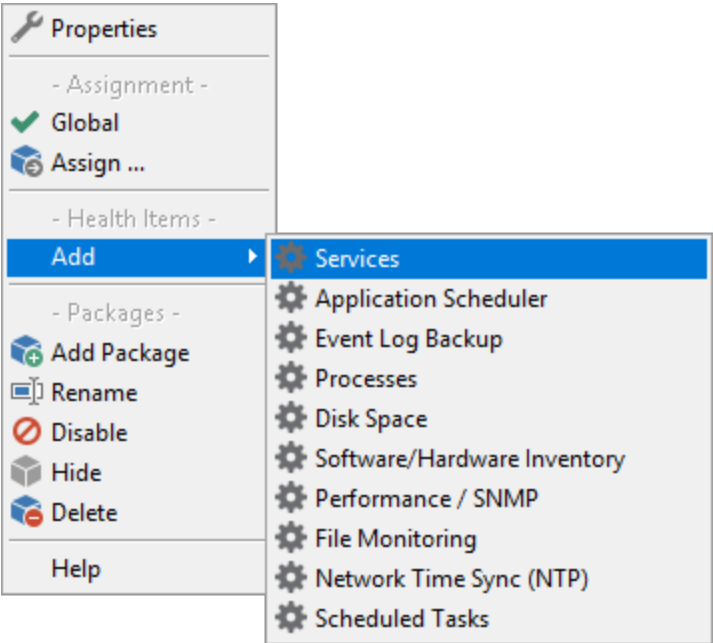 Properties
- Assignment -
Global
Assign ...
- Health Items -
Add
- Packages -
Add Package
Rename
Disable
Hide
Delete
Help
Services
Application Scheduler
Event Log Backup
Processes
Disk Space
Software/Hardware Inventory
Performance / SNMP
File Monitoring
Network Time Sync (NTP)
Scheduled Tasks